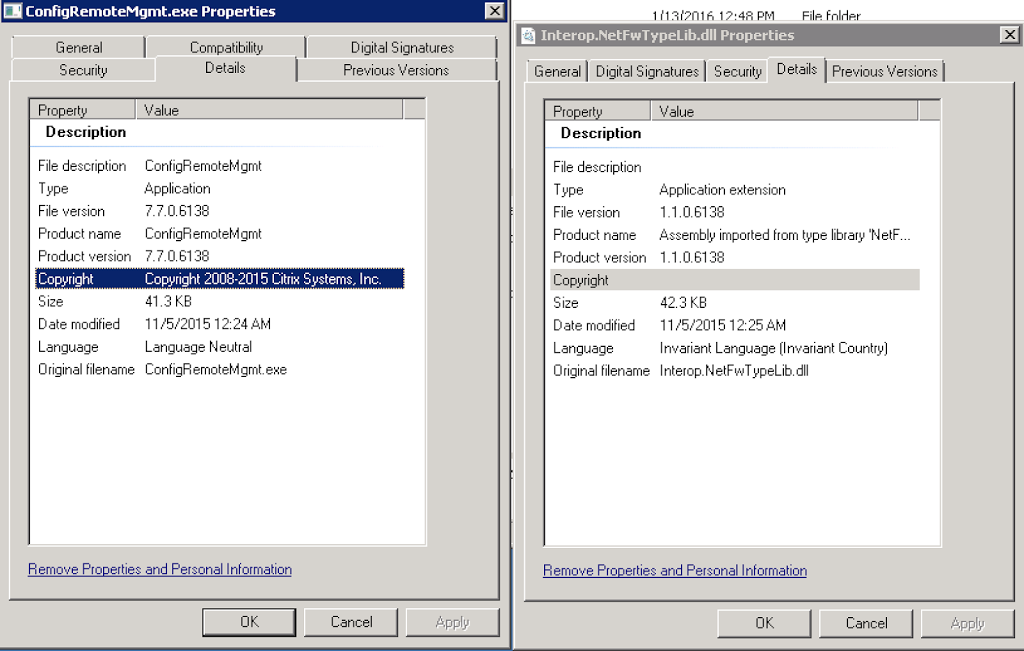 ConfigRemoteMgmt.exe Properties
General Compatibility Digital Signatures
Security Details Previous Versions
Property Value
Description
File description ConfigRemoteMgmt
Type Application
File version 7.7.0.6138
Product name ConfigRemoteMgmt
Product version 7.7.0.6138
Copyright Copyright 2008-2015 Citrix Systems, Inc.
Size 41.3 KB
Date modified 11/5/2015 12:24 AM
Language Language Neutral
Original filename ConfigRemoteMgmt.exe
Remove Properties and Personal Information
OK Cancel Apply
1/13/2016 12:48 PM File folder
Interop.NetFwTypeLib.dll Properties
General Digital Signatures Security Details Previous Versions
Property Value
Description
File description
Type Application extension
File version 1.1.0.6138
Product name Assembly imported from type library 'NetF...
Product version 1.1.0.6138
Copyright
Size 42.3 KB
Date modified 11/5/2015 12:25 AM
Language Invariant Language (Invariant Country)
Original filename Interop.NetFwTypeLib.dll
Remove Properties and Personal Information
OK Cancel Apply